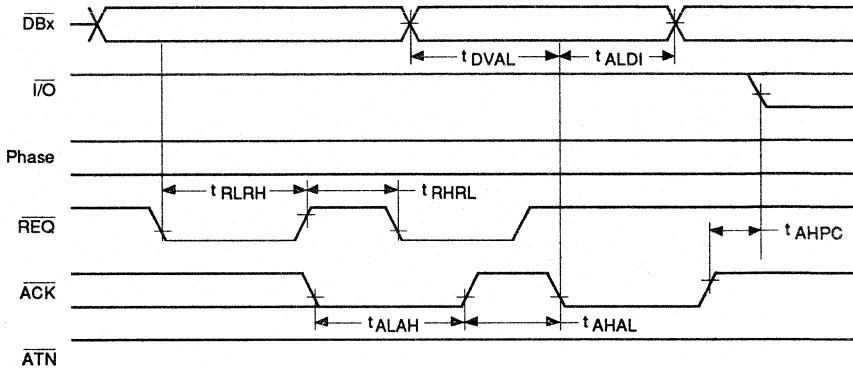 DBx
t DVAL
t ALDI
I/O
Phase
t RLRH
t RHRL
REQ
t AHPC
ACK
t ALAH
t AHAL
ATN